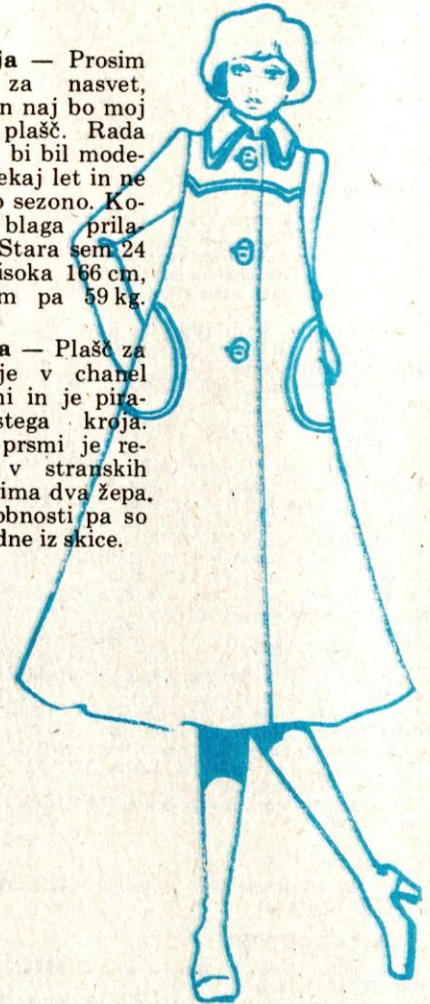 ja — Prosim
za nasvet,
n naj bo moj
plašč. Rada
bi bil mode-
ekaj let in ne
o sezono. Ko-
blaga prila-
Stara sem 24
isoka 166 cm,
m pa 59 kg.
a — Plašč za
je v chanel
ni in je pira-
stega kroja.
prsmi je re-
v stranskih
ima dva žepa.
obnosti pa so
dne iz skice.